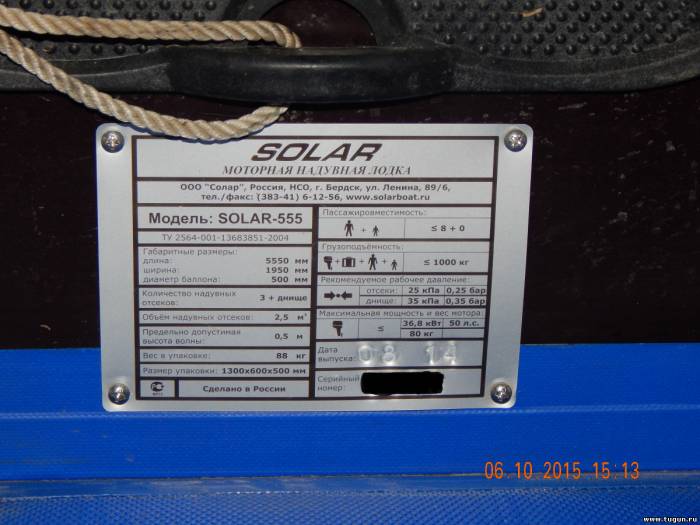 SOLAR
МОТОРНАЯ НАДУВНАЯ ЛОДКА
ООО "Солар", Россия, НСО, г. Бердск, ул. Ленина, 89/6,
тел./факс: (383-41) 6-12-56, www.solarboat.ru
Модель: SOLAR-555
ТУ 2564-001-13683851-2004
Габаритные размеры:
длина: 5550 мм
ширина: 1950 мм
диаметр баллона: 500 мм
Количество надувных
отсеков: 3 + днище
Объём надувных отсеков: 2,5 м³
Предельно допустимая
высота волны: 0,5 м
Вес в упаковке: 88 кг
Размер упаковки: 1300х600х500 мм
Сделано в России
Пассажировместимость:
+ ≤ 8 + 0
Грузоподъёмность:
+ + + ≤ 1000 кг
Рекомендуемое рабочее давление:
отсеки: 25 кПа 0,25 бар
днище: 35 кПа 0,35 бар
Максимальная мощность и вес мотора:
≤ 36,8 кВт 50 л.с.
80 кг
Дата
выпуска: 08 14
Серийный
номер:
06.10.2015 15:13
www.tugun.ru